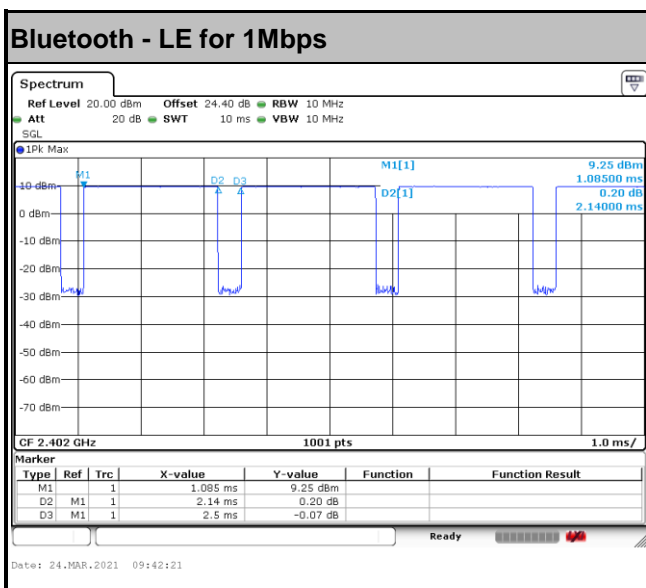 Bluetooth - LE for 1Mbps
Spectrum
Ref Level 20.00 dBm Offset 24.40 dB RBW 10 MHz
Att 20 dB SWT 10 ms VBW 10 MHz
SGL
1Pk Max
M1[1] 9.25 dBm
1.08500 ms
D2[1] 0.20 dB
2.14000 ms
M1
D2 D3
10 dBm
0 dBm
-10 dBm
-20 dBm
-30 dBm
-40 dBm
-50 dBm
-60 dBm
-70 dBm
CF 2.402 GHz 1001 pts 1.0 ms/
Marker
Type Ref Trc X-value Y-value Function Function Result
M1 1 1.085 ms 9.25 dBm
D2 M1 1 2.14 ms 0.20 dB
D3 M1 1 2.5 ms -0.07 dB
Ready
Date: 24.MAR.2021 09:42:21